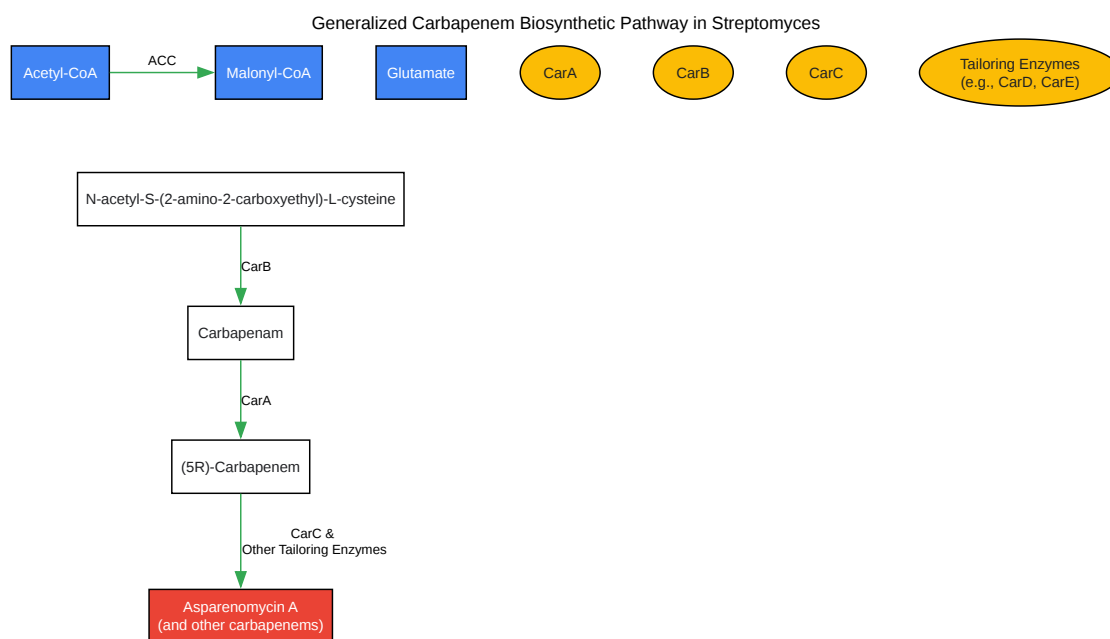 Generalized Carbapenem Biosynthetic Pathway in Streptomyces
Acetyl-CoA
ACC
Malonyl-CoA
Glutamate
CarA
CarB
CarC
Tailoring Enzymes
(e.g., CarD, CarE)
N-acetyl-S-(2-amino-2-carboxyethyl)-L-cysteine
CarB
Carbapenam
CarA
(5R)-Carbapenem
CarC &
Other Tailoring Enzymes
Asparenomycin A
(and other carbapenems)